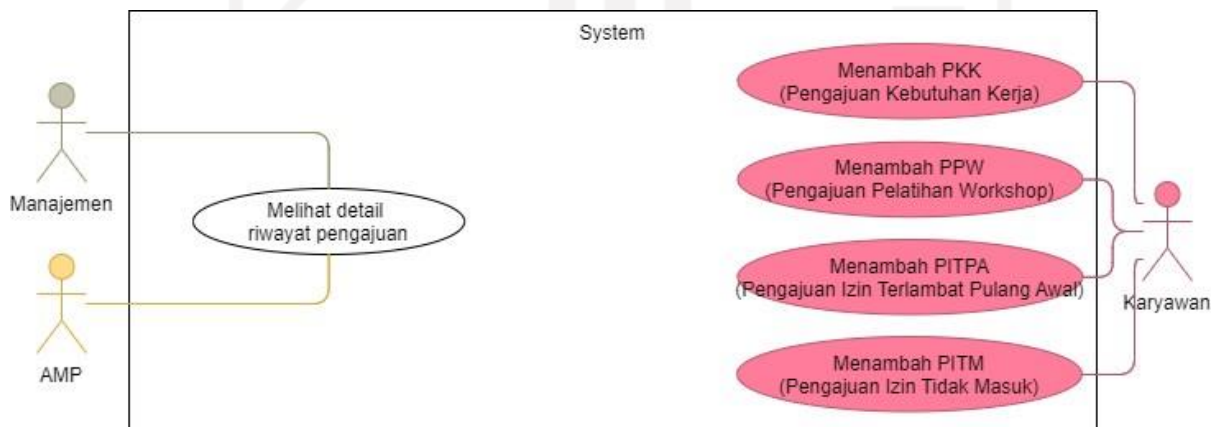 System
Manajemen
AMP
Melihat detail
riwayat pengajuan
Menambah PKK
(Pengajuan Kebutuhan Kerja)
Menambah PPW
(Pengajuan Pelatihan Workshop)
Menambah PITPA
(Pengajuan Izin Terlambat Pulang Awal)
Menambah PITM
(Pengajuan Izin Tidak Masuk)
Karyawan